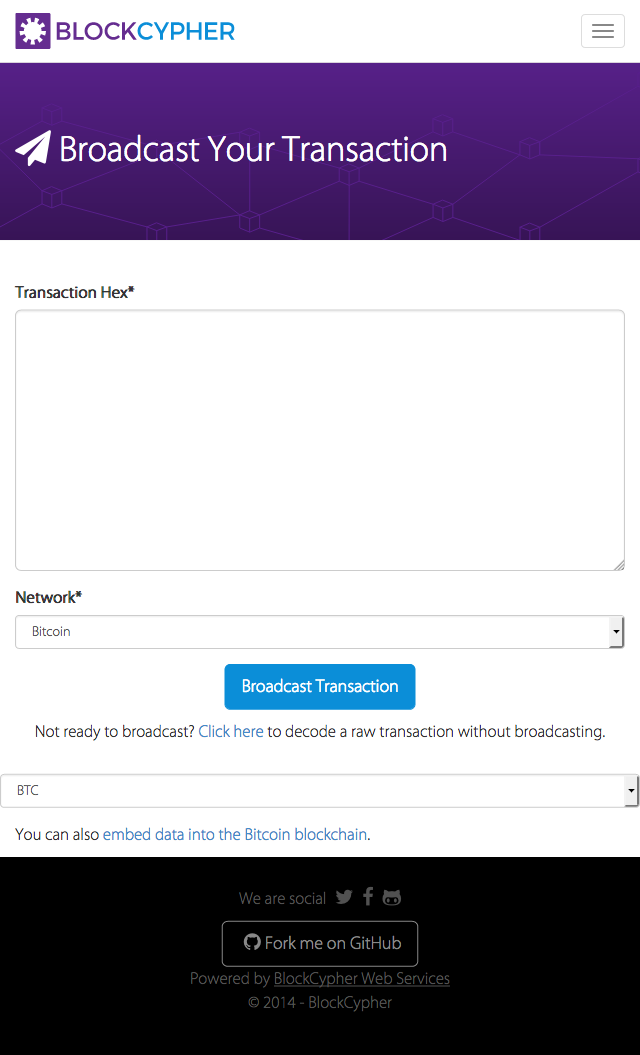 BLOCKCYPHER
Broadcast Your Transaction
Transaction Hex*
Network*
Bitcoin
Broadcast Transaction
Not ready to broadcast? Click here to decode a raw transaction without broadcasting.
BTC
You can also embed data into the Bitcoin blockchain.
We are social
Fork me on GitHub
Powered by BlockCypher Web Services
© 2014 - BlockCypher